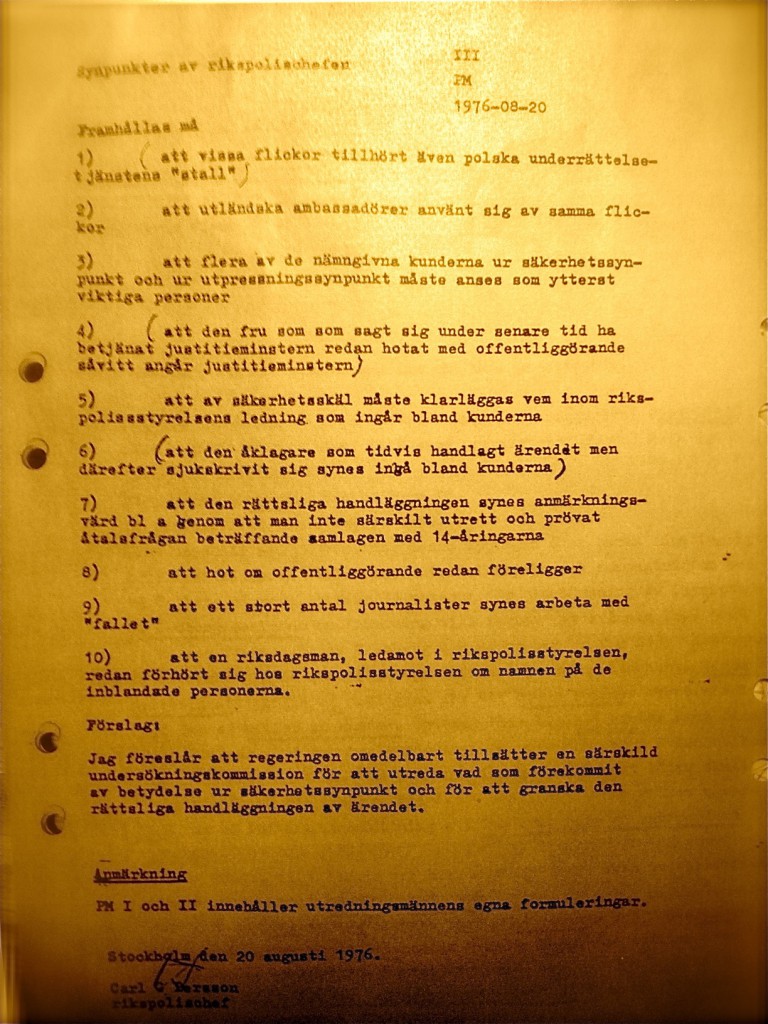 Synpunkter av rikspolischefen
III
PM
1976-08-20
Framhållas må
1) (att vissa flickor tillhört även polska underrättelse-
tjänstens "stall")
2) att utländska ambassadörer använt sig av samma flic-
kor
3) att flera av de nämngivna kunderna ur säkerhetssyn-
punkt och ur utpressningssynpunkt måste anses som ytterst
viktiga personer
4) (att den fru som som sagt sig under senare tid ha
betjänat justitieminstern redan hotat med offentliggörande
såvitt angår justitieminstern)
5) att av säkerhetsskäl måste klarläggas vem inom riks-
polissstyrelsens ledning som ingår bland kunderna
6) (att den åklagare som tidvis handlagt ärendet men
därefter sjukskrivit sig synes ingå bland kunderna)
7) att den rättsliga handläggningen synes anmärknings-
värd bl a genom att man inte särskilt utrett och prövat
åtalsfrågan beträffande samlagen med 14-åringarna
8) att hot om offentliggörande redan föreligger
9) att ett stort antal journalister synes arbeta med
"fallet"
10) att en riksdagsman, ledamot i rikspolisstyrelsen,
redan förhört sig hos rikspolisstyrelsen om namnen på de
inblandade personerna.
Förslag:
Jag föreslår att regeringen omedelbart tillsätter en särskild
undersökningskommission för att utreda vad som förekommit
av betydelse ur säkerhetssynpunkt och för att granska den
rättsliga handläggningen av ärendet.
Anmärkning
PM I och II innehåller utredningsmännens egna formuleringar.
Stockholm den 20 augusti 1976.
Carl G Persson
rikspolischef